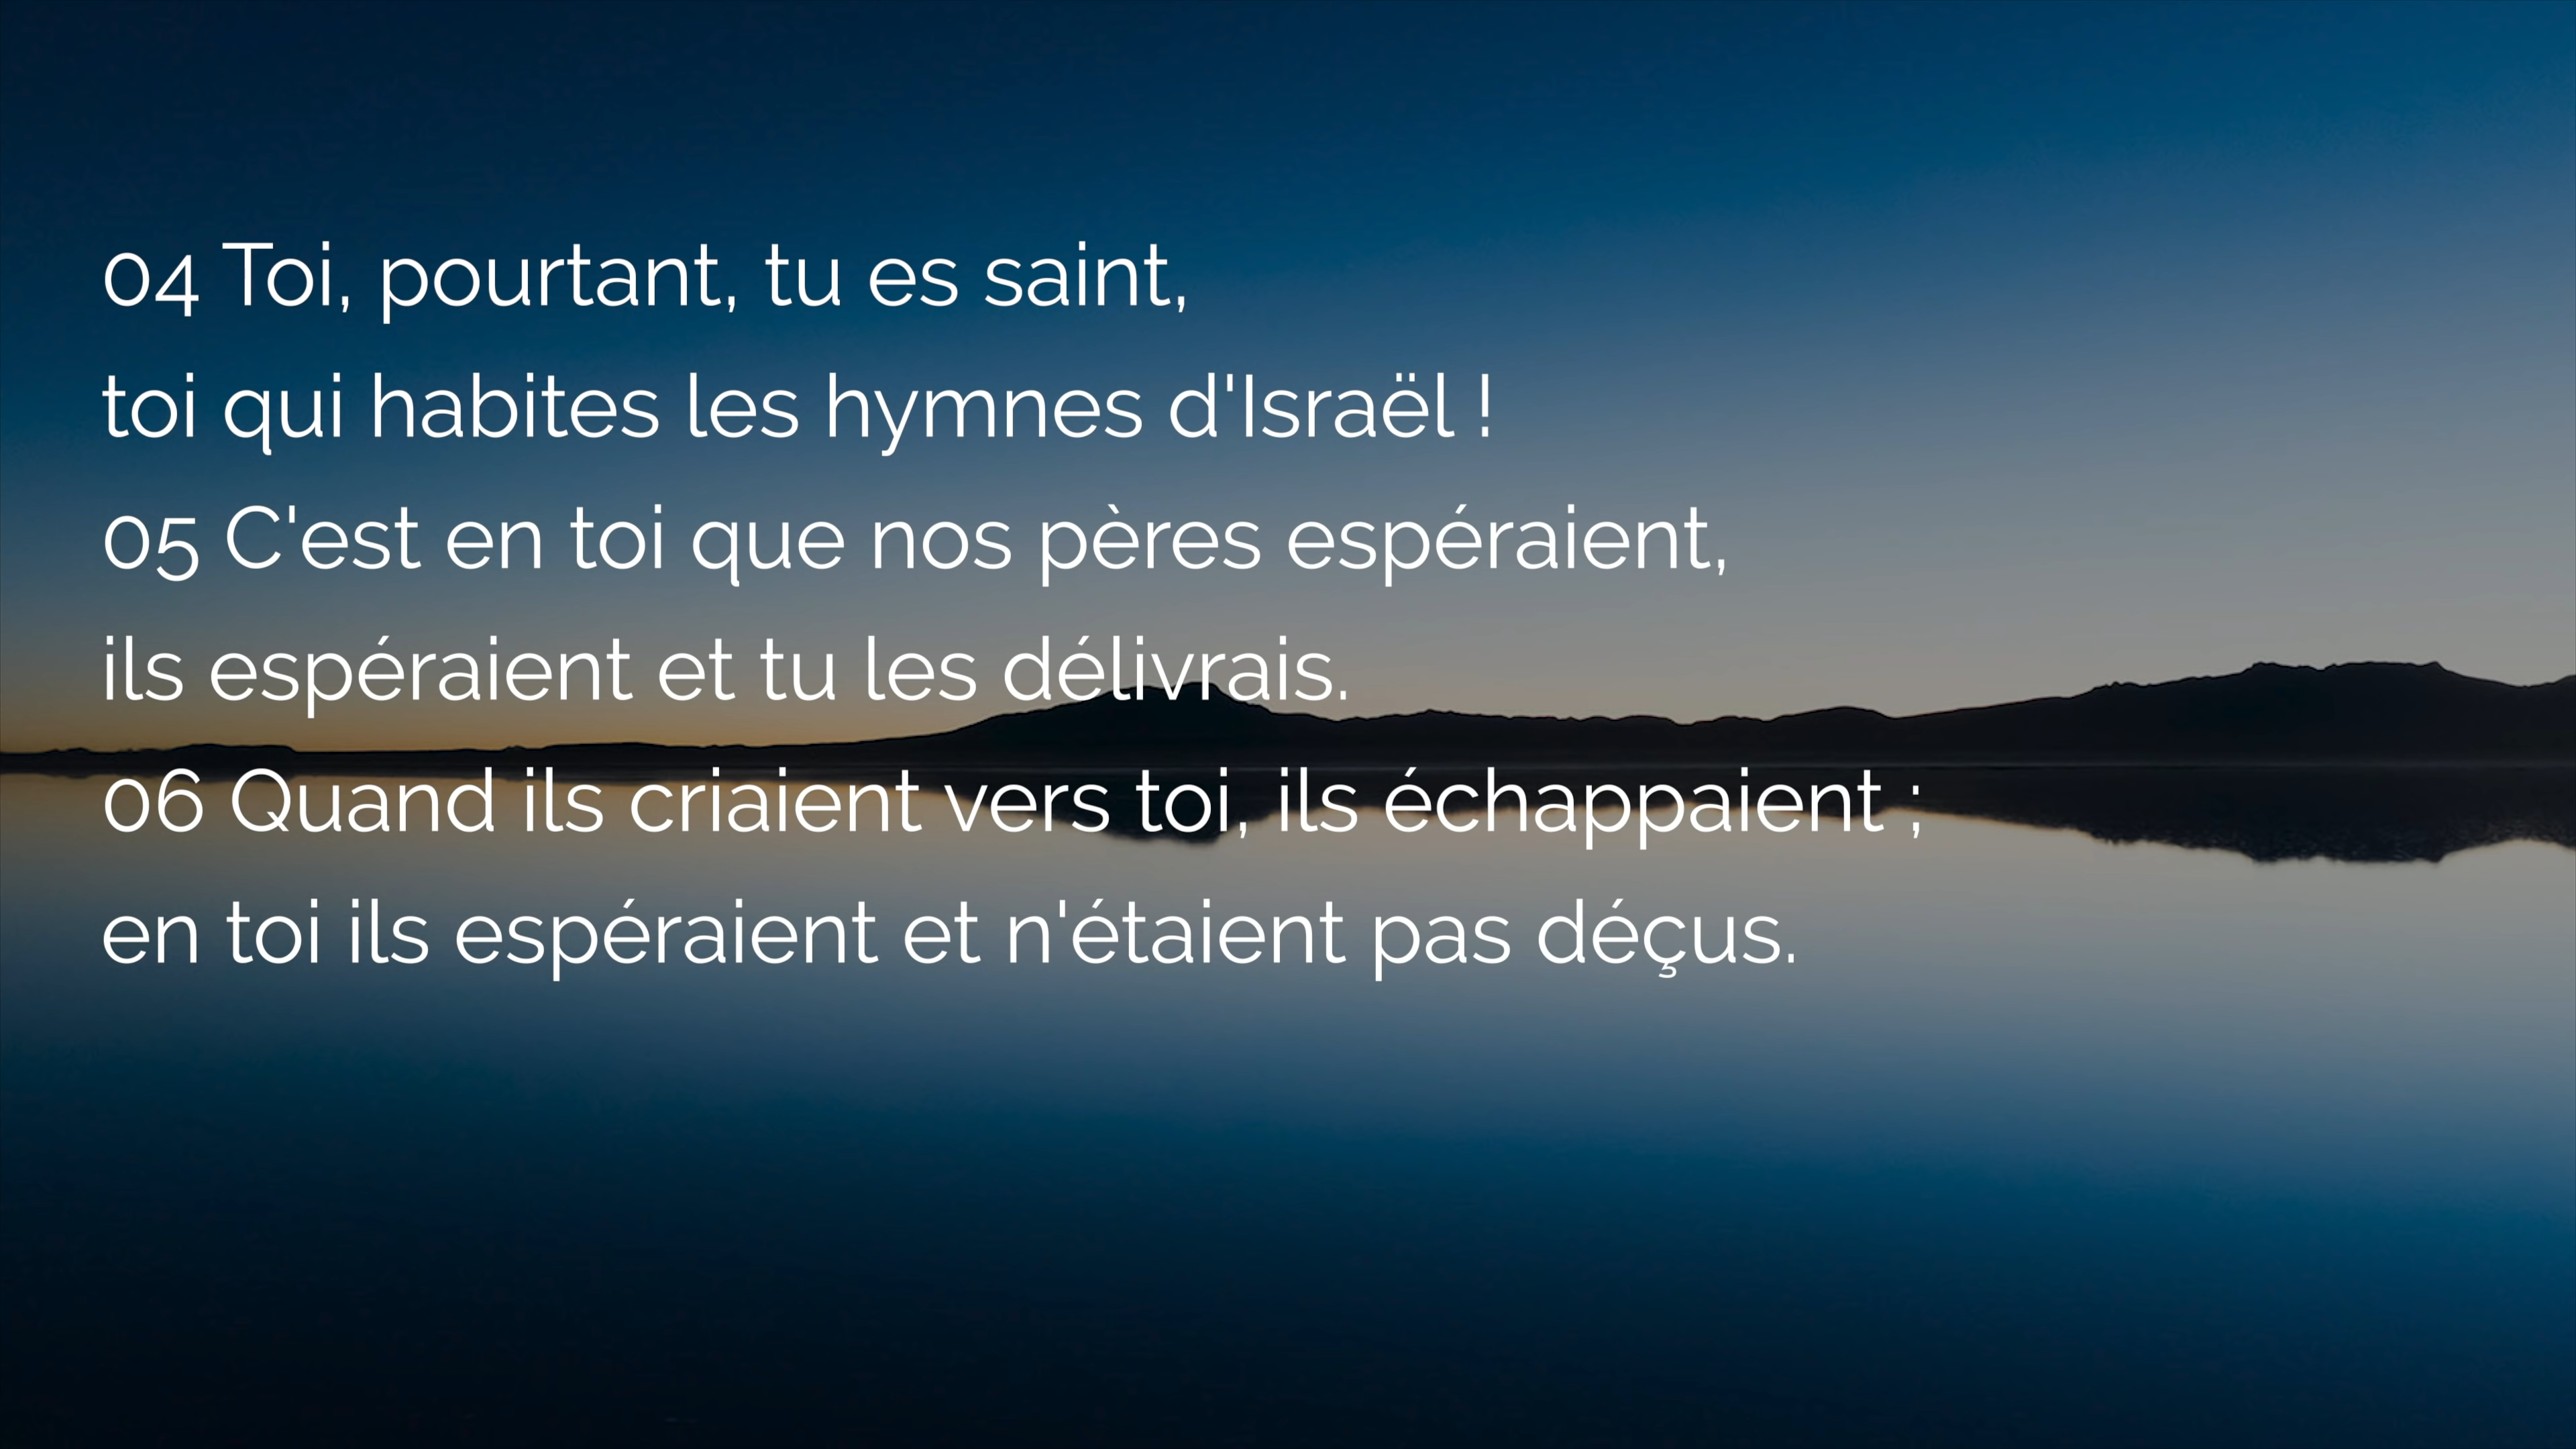 04 Toi, pourtant, tu es saint,
toi qui habites les hymnes d'Israël !
05 C'est en toi que nos pères espéraient,
ils espéraient et tu les délivrais.
06 Quand ils criaient vers toi, ils échappaient ;
en toi ils espéraient et n'étaient pas déçus.